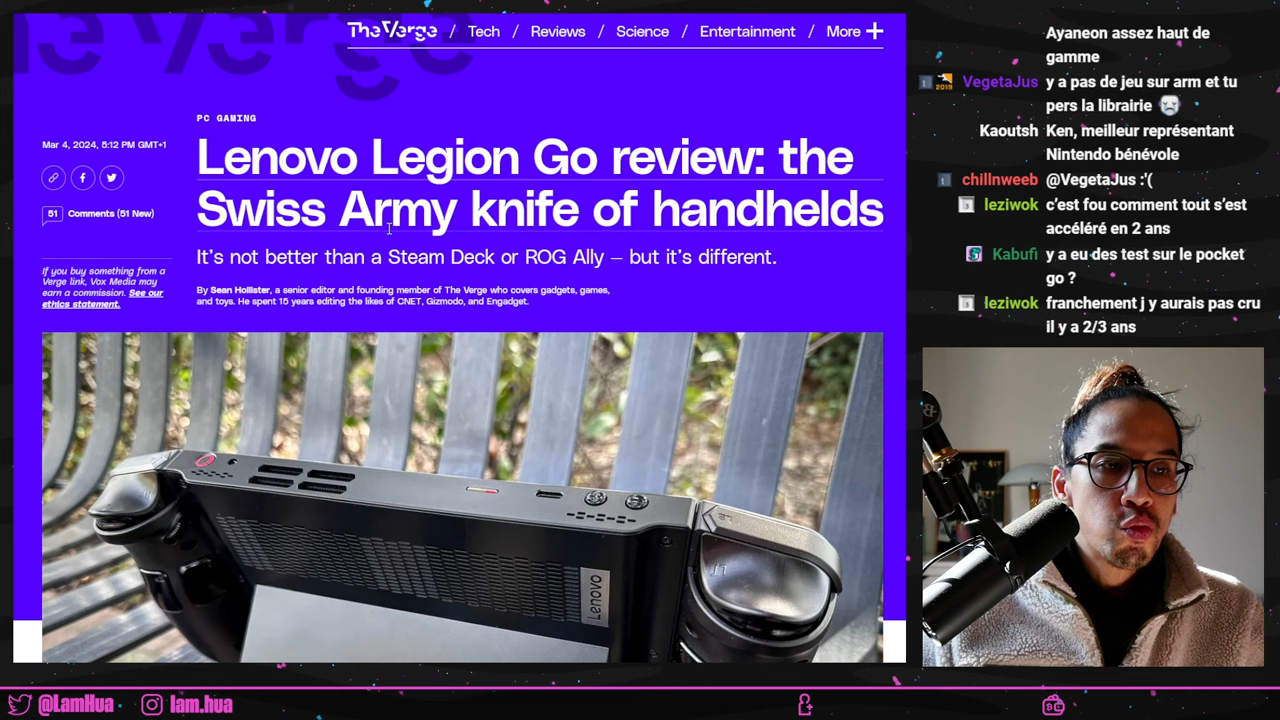 The Verge / Tech / Reviews / Science / Entertainment / More
PC GAMING
Mar 4, 2024, 5:12 PM GMT+1
Lenovo Legion Go review: the
Swiss Army knife of handhelds
51 Comments (51 New)
It's not better than a Steam Deck or ROG Ally — but it's different.
If you buy something from a
Verge link, Vox Media may
earn a commission. See our
ethics statement.
By Sean Hollister, a senior editor and founding member of The Verge who covers gadgets, games,
and toys. He spent 15 years editing the likes of CNET, Gizmodo, and Engadget.
Lenovo
Ayaneon assez haut de
gamme
VegetaJus y a pas de jeu sur arm et tu
pers la librairie
Kaoutsh Ken, meilleur représentant
Nintendo bénévole
chillnweeb @VegetaJus :'(
leziwok c'est fou comment tout s'est
accéléré en 2 ans
Kabufi y a eu des test sur le pocket
go ?
leziwok franchement j y aurais pas cru
il y a 2/3 ans
@LamHua lam.hua